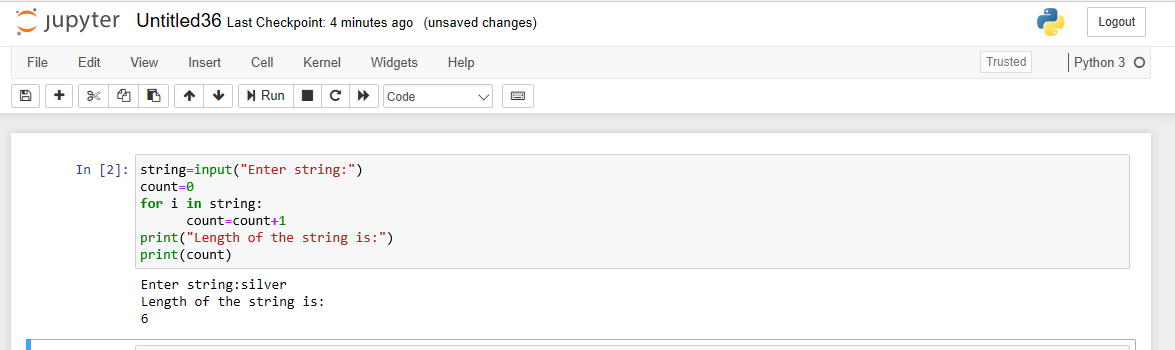 jupyter Untitled36 Last Checkpoint: 4 minutes ago (unsaved changes) Logout
File Edit View Insert Cell Kernel Widgets Help Trusted Python 3
Run Code
In [2]: string=input("Enter string:")
count=0
for i in string:
      count=count+1
print("Length of the string is:")
print(count)
Enter string:silver
Length of the string is:
6